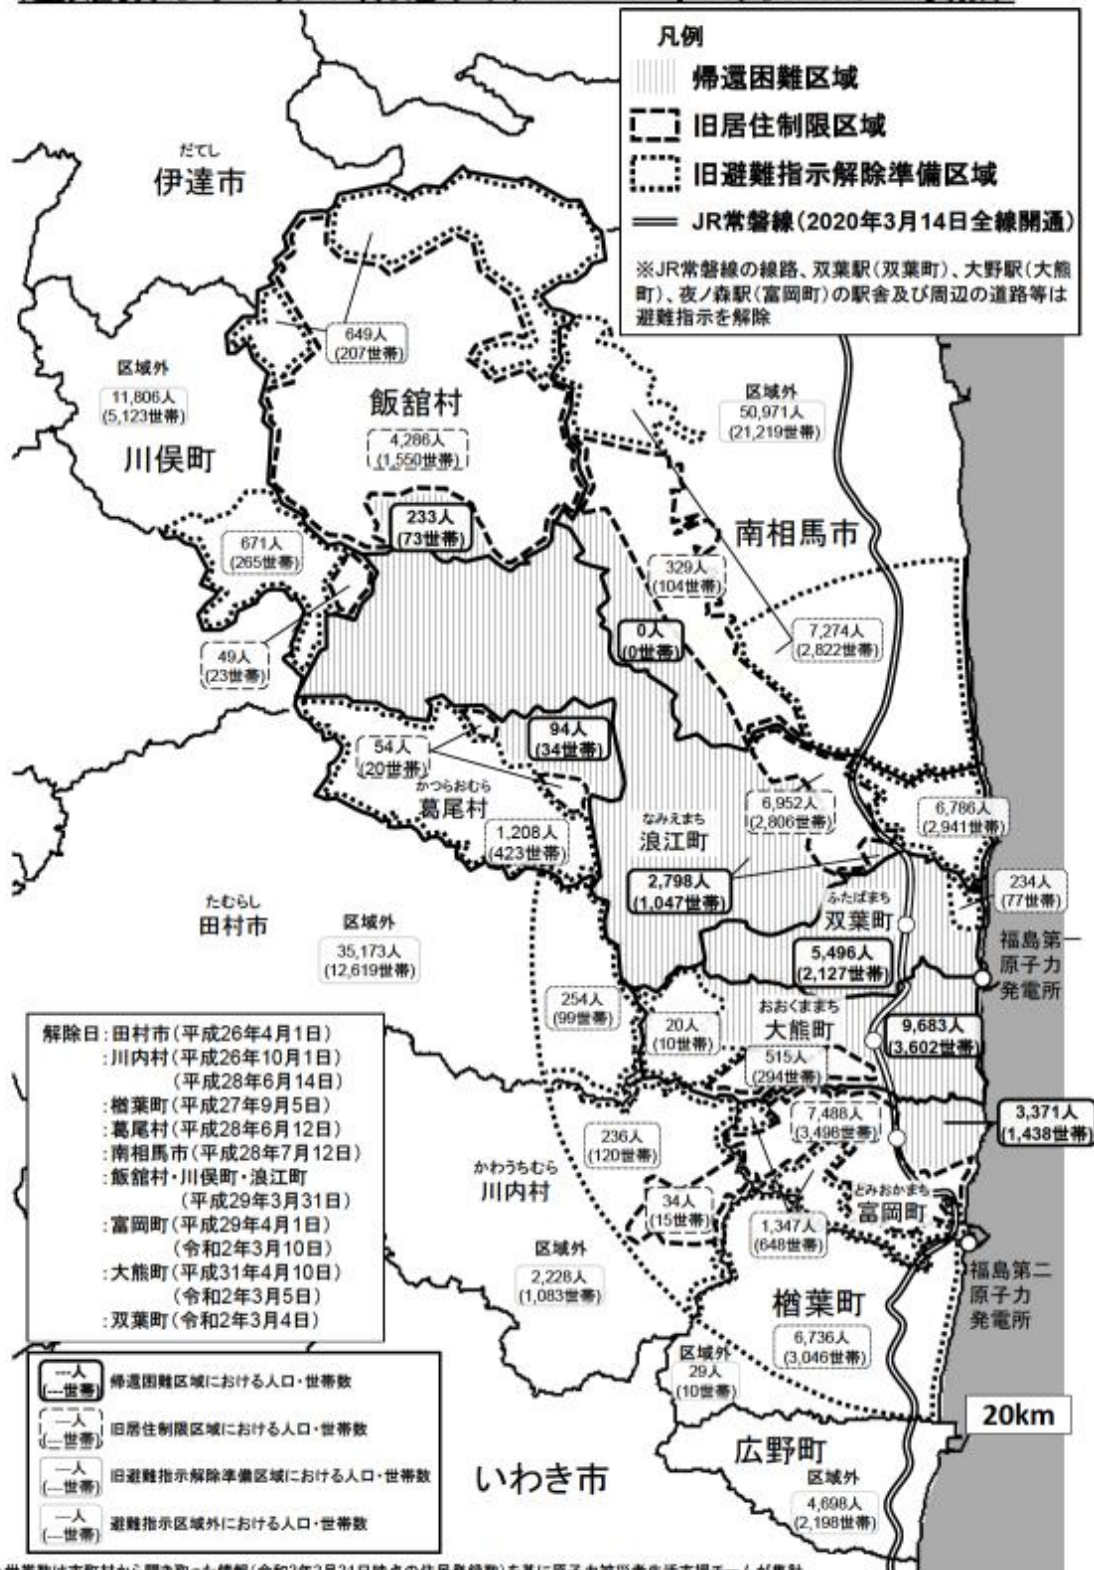 凡例
帰還困難区域
旧居住制限区域
旧避難指示解除準備区域
JR常磐線(2020年3月14日全線開通)
※JR常磐線の線路、双葉駅(双葉町)、大野駅(大熊
町)、夜ノ森駅(富岡町)の駅舎及び周辺の道路等は
避難指示を解除
だてし
伊達市
649人
(207世帯)
区域外
11,806人
(5,123世帯)
川俣町
飯舘村
4,286人
(1,550世帯)
区域外
50,971人
(21,219世帯)
233人
(73世帯)
南相馬市
671人
(265世帯)
329人
(104世帯)
49人
(23世帯)
0人
(0世帯)
7,274人
(2,822世帯)
94人
(34世帯)
54人
(20世帯)
かつらおむら
葛尾村
1,208人
(423世帯)
なみえまち
浪江町
6,952人
(2,806世帯)
6,786人
(2,941世帯)
2,798人
(1,047世帯)
234人
(77世帯)
たむらし
田村市
区域外
35,173人
(12,619世帯)
ふたばまち
双葉町
5,496人
(2,127世帯)
福島第一
原子力
発電所
254人
(99世帯)
20人
(10世帯)
おおくままち
大熊町
9,683人
(3,602世帯)
515人
(294世帯)
3,371人
(1,438世帯)
7,488人
(3,498世帯)
解除日:田村市(平成26年4月1日)
:川内村(平成26年10月1日)
(平成28年6月14日)
:楢葉町(平成27年9月5日)
:葛尾村(平成28年6月12日)
:南相馬市(平成28年7月12日)
:飯舘村・川俣町・浪江町
(平成29年3月31日)
:富岡町(平成29年4月1日)
(令和2年3月10日)
:大熊町(平成31年4月10日)
(令和2年3月5日)
:双葉町(令和2年3月4日)
236人
(120世帯)
かわうちむら
川内村
34人
(15世帯)
とみおかまち
富岡町
1,347人
(648世帯)
区域外
2,228人
(1,083世帯)
福島第二
原子力
発電所
楢葉町
6,736人
(3,046世帯)
区域外
29人
(10世帯)
20km
広野町
区域外
4,698人
(2,198世帯)
いわき市
---人
(---世帯)
帰還困難区域における人口・世帯数
---人
(---世帯)
旧居住制限区域における人口・世帯数
---人
(---世帯)
旧避難指示解除準備区域における人口・世帯数
---人
(---世帯)
避難指示区域外における人口・世帯数